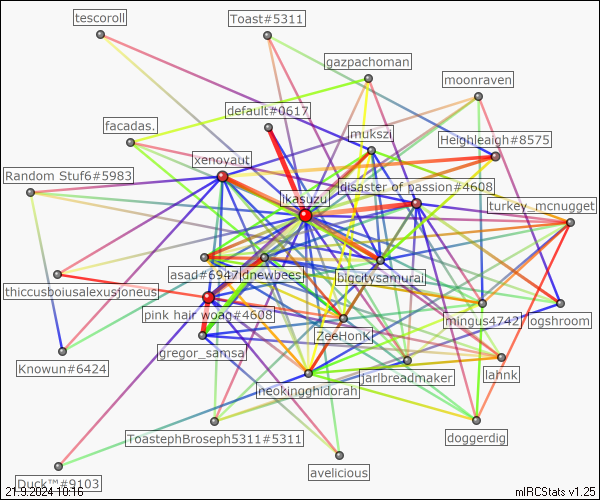 tescoroll
Toast#5311
gazpachoman
moonraven
default#0617
facadas.
mukszi
Heighleaigh#8575
xenoyaut
Random Stuf6#5983
disaster of passion#4608
ikasuzu
turkey_mcnugget
asad#6947
dnewbees
bigcitysamurai
thiccusboiusalexusjoneus
pink hair woag#4608
mingus4742
ogshroom
ZeeHonk
gregor_samsa
Knowun#6424
jarlbreadmaker
lahnk
neokingghidorah
ToastephBroseph5311#5311
doggerdig
avelicious
Duck™#9103
21.9.2024 10:16
mIRCStats v1.25